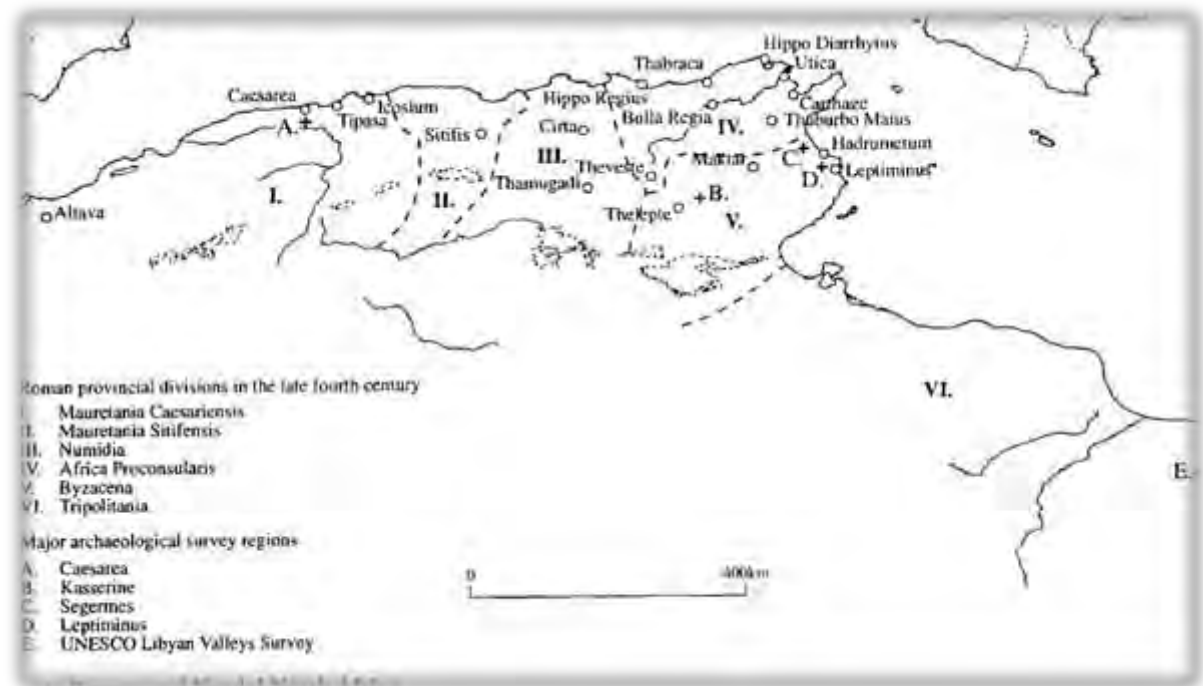 Hippo Diarrhytus
Thabraca
Utica
Caesarea
Icosium
Hippo Regius
Carthage
A.
Tipasa
Bulla Regia
Thuburbo Maius
Sitifis
Cirta
IV.
Hadrumetum
III.
C.
Theveste
D.
Leptiminus
I.
II.
Thamugadi
B.
Altava
Thelepte
V.
VI.
E.
Roman provincial divisions in the late fourth century
I. Mauretania Caesariensis
II. Mauretania Sitifensis
III. Numidia
IV. Africa Proconsularis
V. Byzacena
VI. Tripolitania
Major archaeological survey regions
A. Caesarea
B. Kasserine
C. Segermes
D. Leptiminus
E. UNESCO Libyan Valleys Survey
0 400km